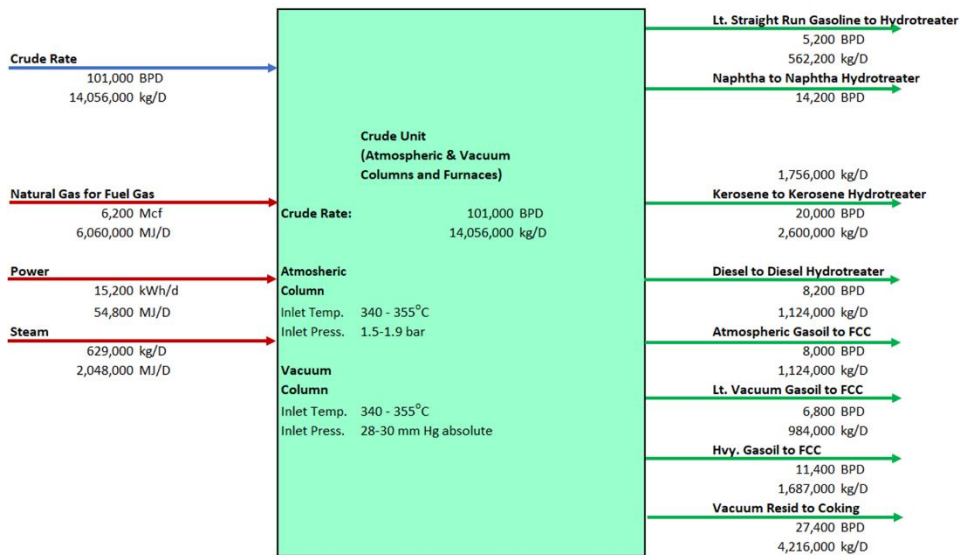 Crude Rate
101,000 BPD
14,056,000 kg/D
Natural Gas for Fuel Gas
6,200 Mcf
6,060,000 MJ/D
Power
15,200 kWh/d
54,800 MJ/D
Steam
629,000 kg/D
2,048,000 MJ/D
Crude Unit
(Atmospheric & Vacuum
Columns and Furnaces)
Crude Rate: 101,000 BPD
14,056,000 kg/D
Atmosheric
Column
Inlet Temp. 340 - 355°C
Inlet Press. 1.5-1.9 bar
Vacuum
Column
Inlet Temp. 340 - 355°C
Inlet Press. 28-30 mm Hg absolute
Lt. Straight Run Gasoline to Hydrotreater
5,200 BPD
562,200 kg/D
Naphtha to Naphtha Hydrotreater
14,200 BPD
1,756,000 kg/D
Kerosene to Kerosene Hydrotreater
20,000 BPD
2,600,000 kg/D
Diesel to Diesel Hydrotreater
8,200 BPD
1,124,000 kg/D
Atmospheric Gasoil to FCC
8,000 BPD
1,124,000 kg/D
Lt. Vacuum Gasoil to FCC
6,800 BPD
984,000 kg/D
Hvy. Gasoil to FCC
11,400 BPD
1,687,000 kg/D
Vacuum Resid to Coking
27,400 BPD
4,216,000 kg/D